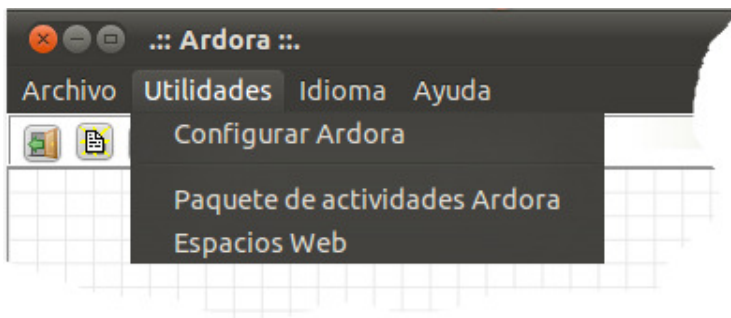 .:: Ardora ::.
Archivo Utilidades Idioma Ayuda
Configurar Ardora
Paquete de actividades Ardora
Espacios Web